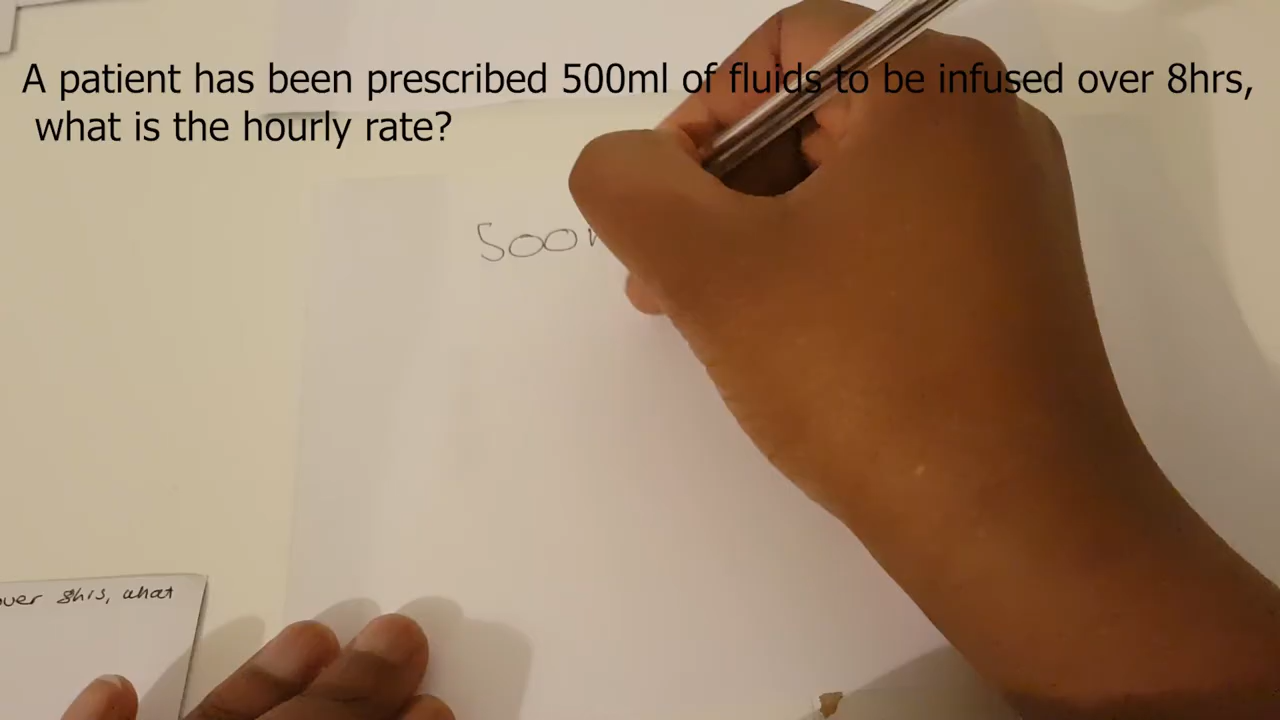 A patient has been prescribed 500ml of fluids to be infused over 8hrs,
what is the hourly rate?
500
over 8hrs, what